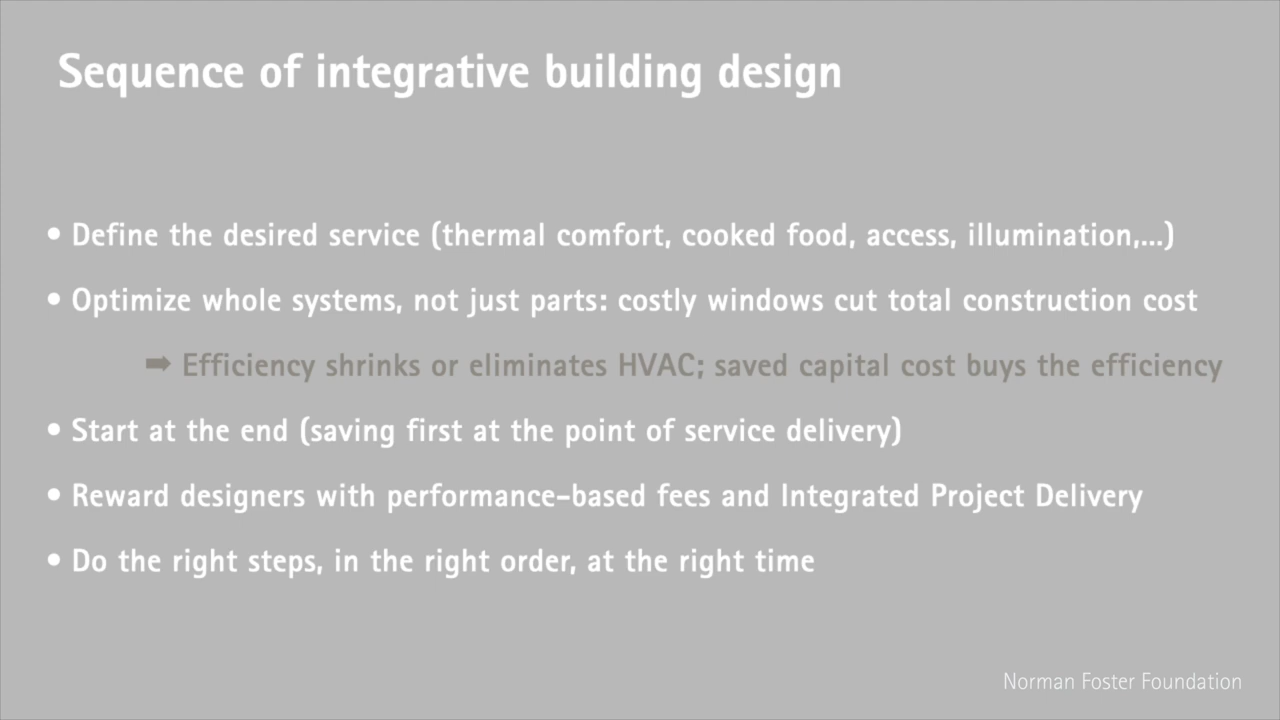 Sequence of integrative building design
• Define the desired service (thermal comfort, cooked food, access, illumination,...)
• Optimize whole systems, not just parts: costly windows cut total construction cost
➡ Efficiency shrinks or eliminates HVAC; saved capital cost buys the efficiency
• Start at the end (saving first at the point of service delivery)
• Reward designers with performance-based fees and Integrated Project Delivery
• Do the right steps, in the right order, at the right time
Norman Foster Foundation